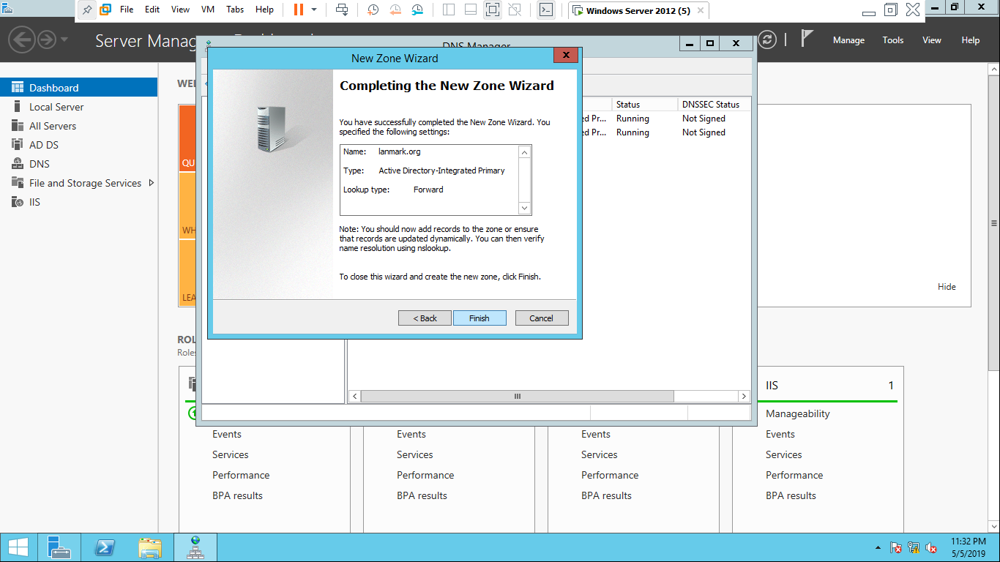 File Edit View VM Tabs Help
Windows Server 2012 (5)
Server Manag
Manage Tools View Help
DNS Manager
New Zone Wizard
Dashboard
Local Server
All Servers
AD DS
DNS
File and Storage Services
IIS
WEL
QU
WH
LEA
Completing the New Zone Wizard
You have successfully completed the New Zone Wizard. You
specified the following settings:
Name: lanmark.org
Type: Active Directory-Integrated Primary
Lookup type: Forward
Note: You should now add records to the zone or ensure
that records are updated dynamically. You can then verify
name resolution using nslookup.
To close this wizard and create the new zone, click Finish.
< Back Finish Cancel
Status DNSSEC Status
ed Pr... Running Not Signed
ed Pr... Running Not Signed
Hide
ROL
Roles
IIS 1
Manageability
Events Events Events Events
Services Services Services Services
Performance Performance Performance Performance
BPA results BPA results BPA results BPA results
11:32 PM
5/5/2019